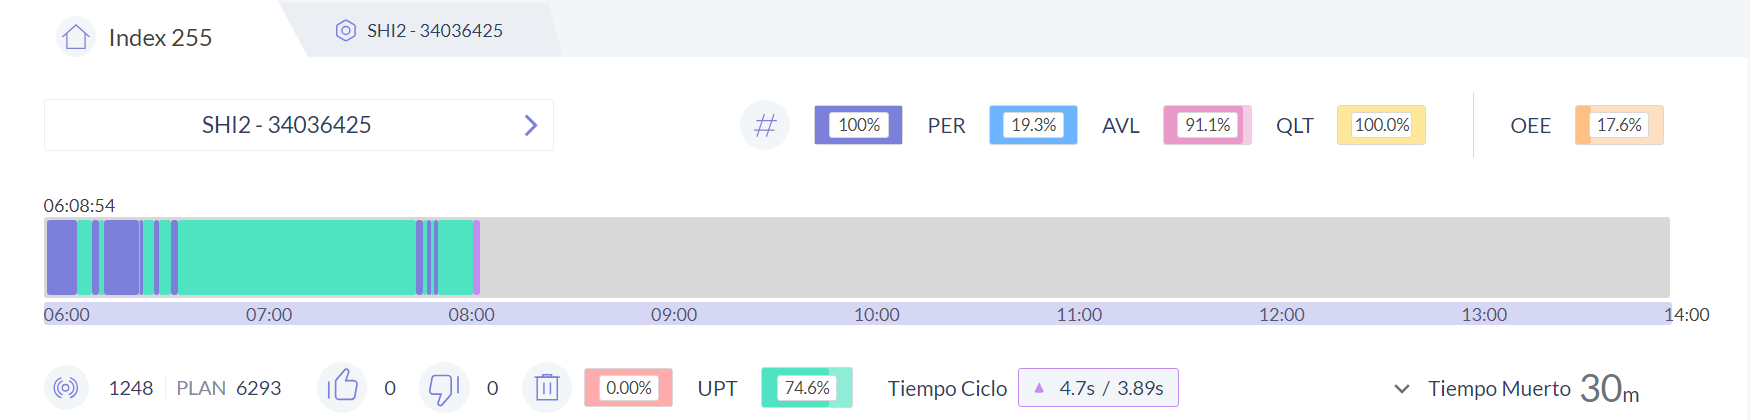 Index 255
SHI2 - 34036425
SHI2 - 34036425
# 100% PER 19.3% AVL 91.1% QLT 100.0% OEE 17.6%
06:08:54
06:00 07:00 08:00 09:00 10:00 11:00 12:00 13:00 14:00
1248 PLAN 6293 0 0 0.00% UPT 74.6% Tiempo Ciclo 4.7s / 3.89s Tiempo Muerto 30m